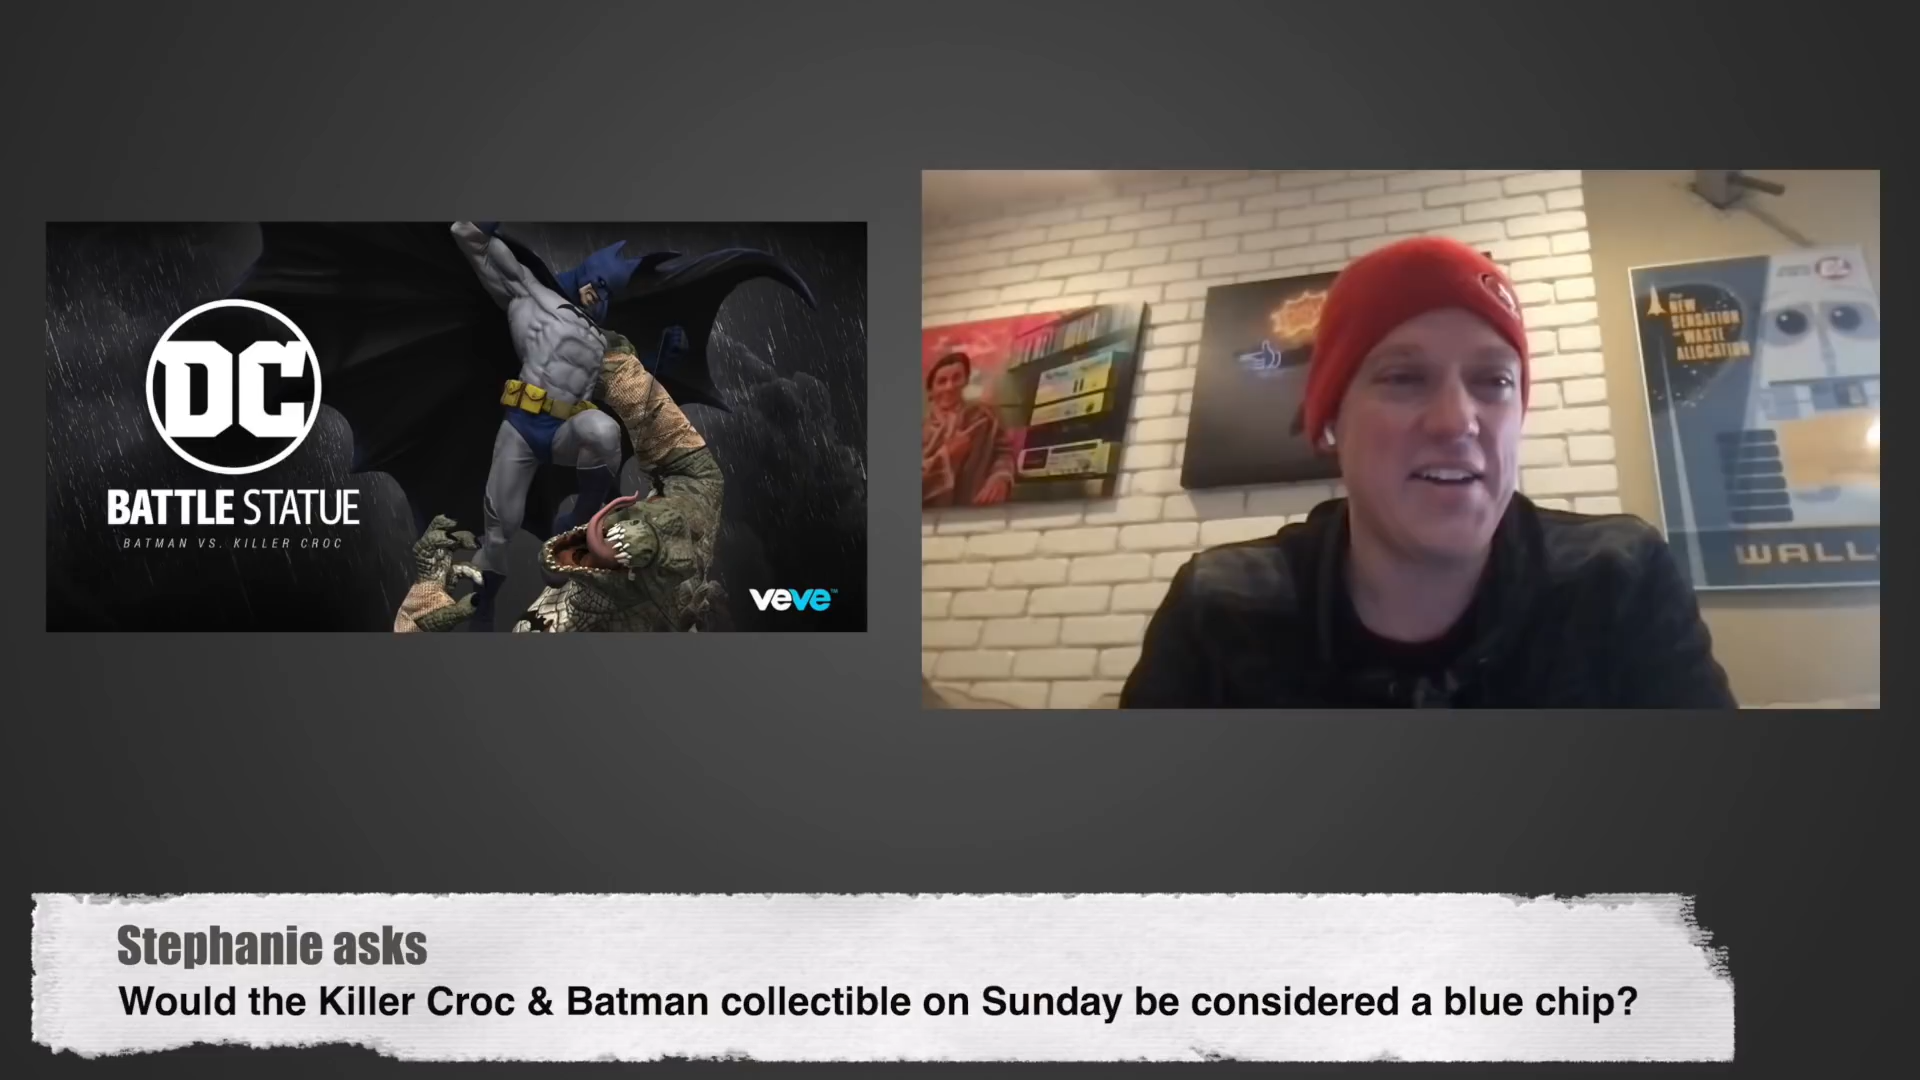 DC
BATTLE STATUE
BATMAN VS. KILLER CROC
veve™
NEW
SENSATION
WASTE
ALLOCATION
WALL
Stephanie asks
Would the Killer Croc & Batman collectible on Sunday be considered a blue chip?